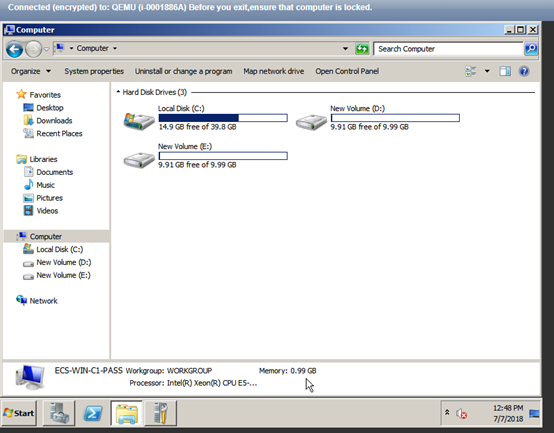 Connected (encrypted) to: QEMU (i-0001886A) Before you exit,ensure that computer is locked.
Computer
Computer
Search Computer
Organize
System properties
Uninstall or change a program
Map network drive
Open Control Panel
Favorites
Desktop
Downloads
Recent Places
Libraries
Documents
Music
Pictures
Videos
Computer
Local Disk (C:)
New Volume (D:)
New Volume (E:)
Network
Hard Disk Drives (3)
Local Disk (C:)
14.9 GB free of 39.8 GB
New Volume (D:)
9.91 GB free of 9.99 GB
New Volume (E:)
9.91 GB free of 9.99 GB
ECS-WIN-C1-PASS Workgroup: WORKGROUP Memory: 0.99 GB
Processor: Intel(R) Xeon(R) CPU E5-...
Start
12:48 PM
7/7/2018